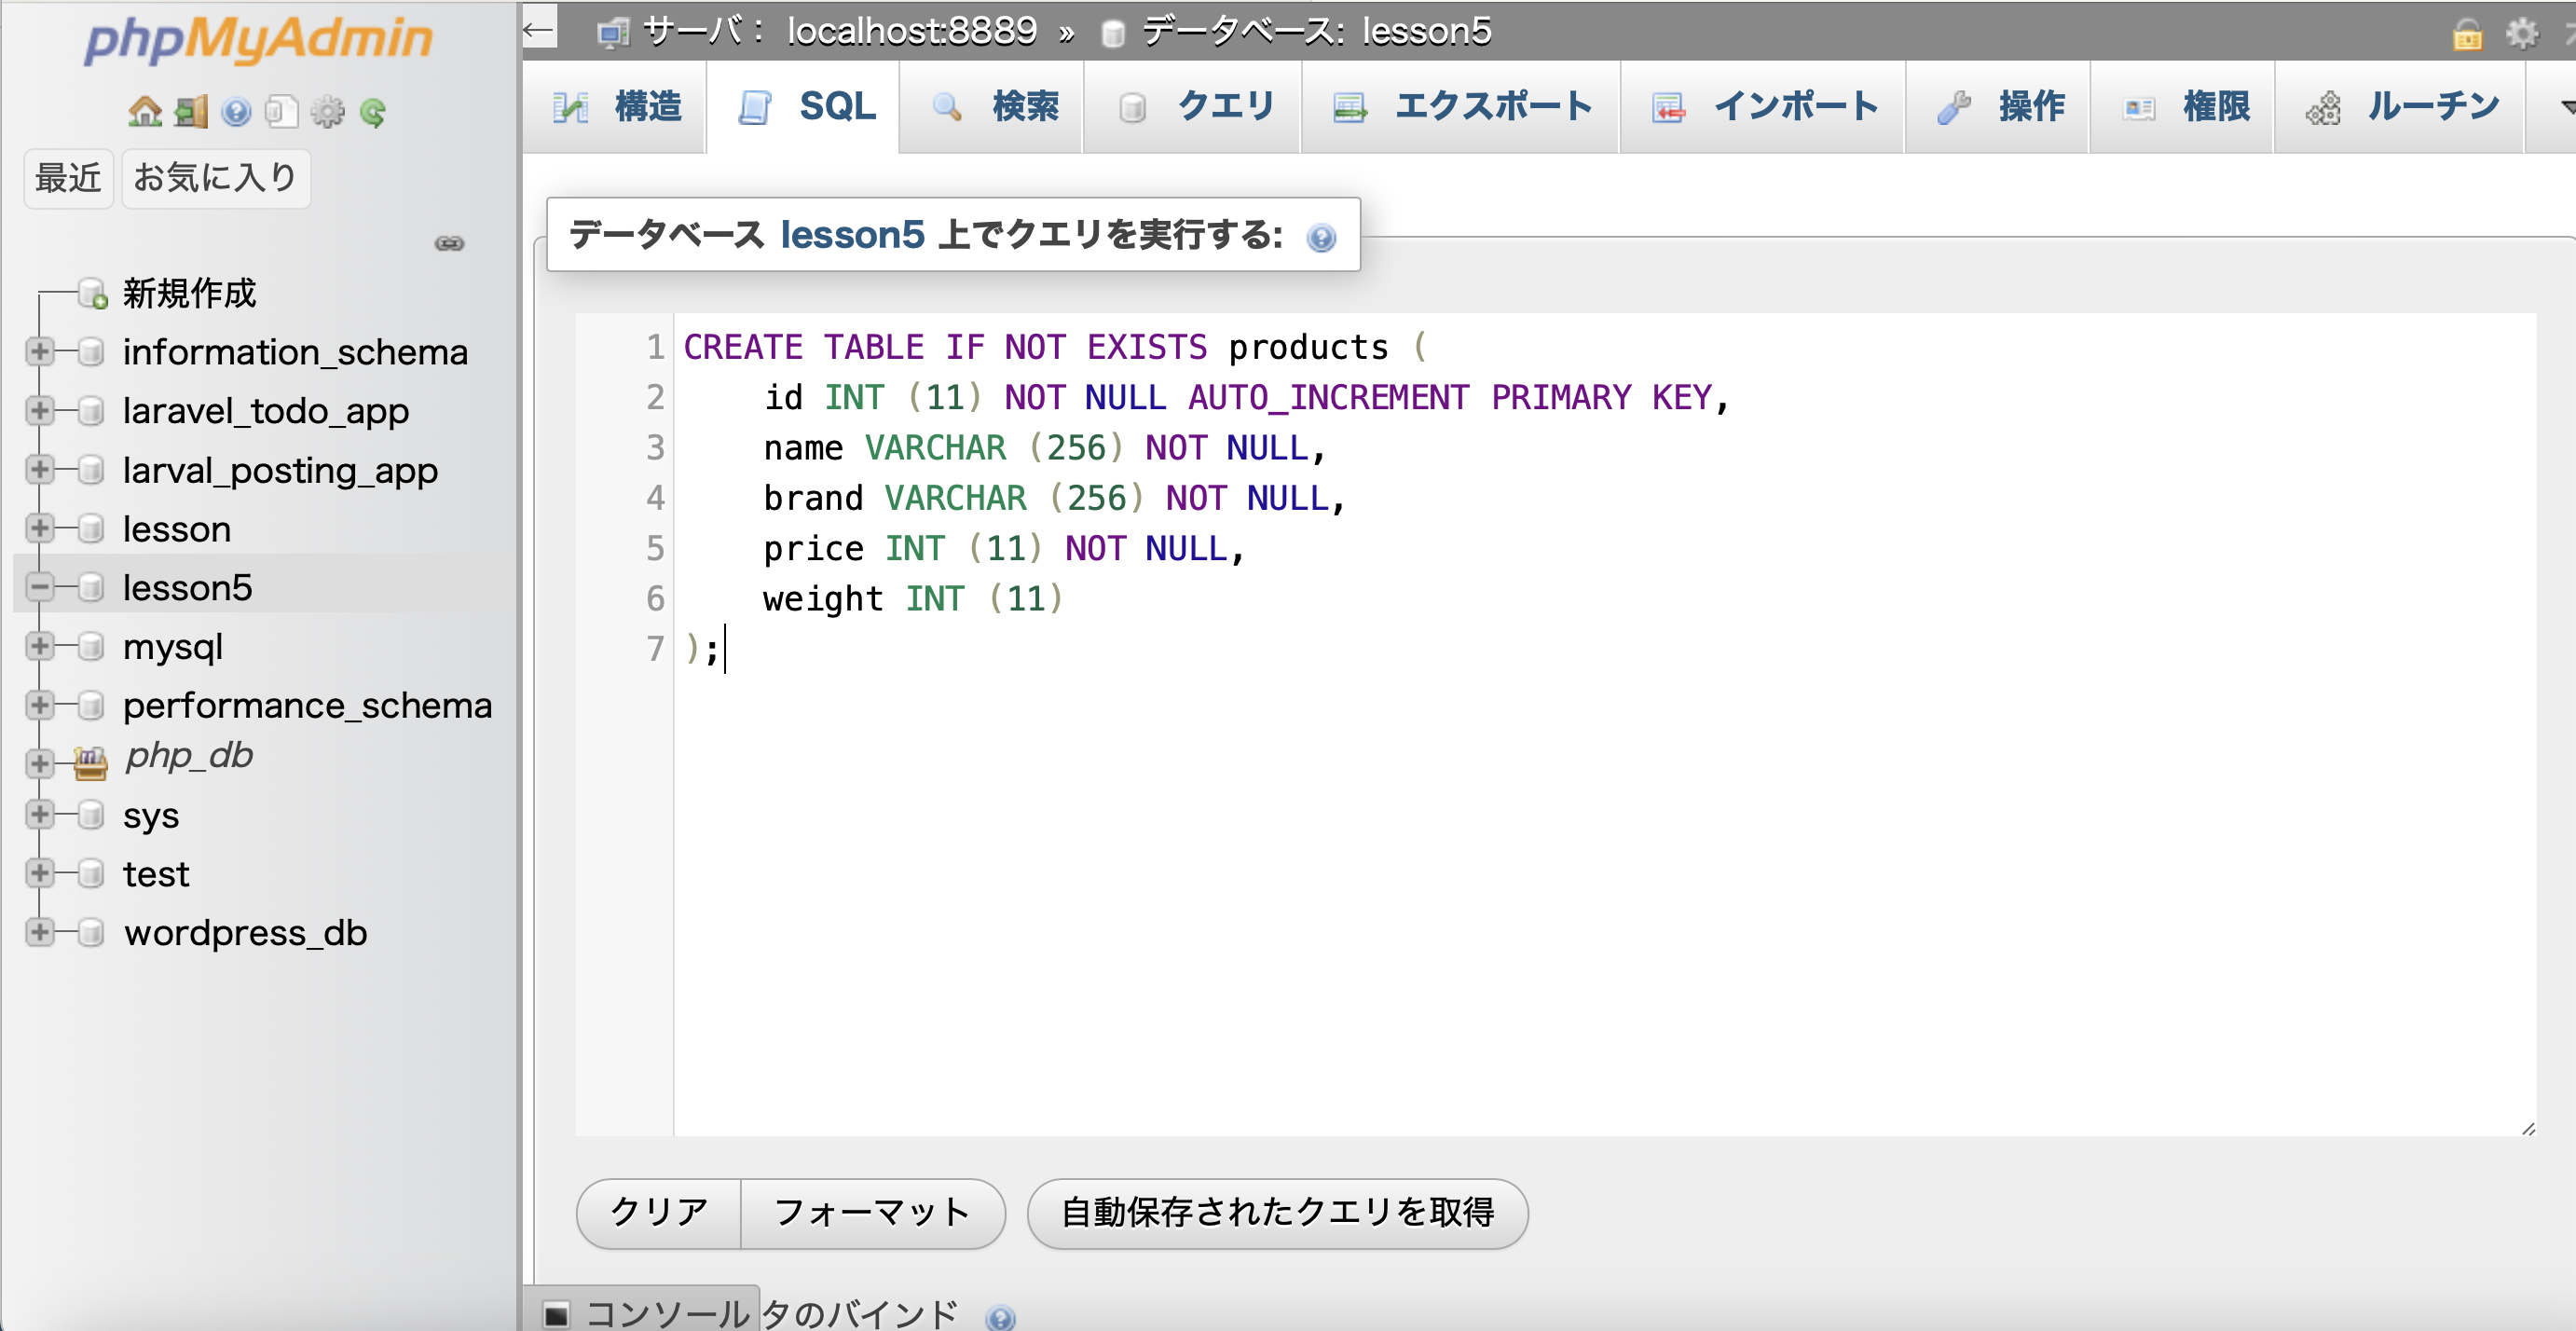 phpMyAdmin
最近 お気に入り
新規作成
information_schema
laravel_todo_app
larval_posting_app
lesson
lesson5
mysql
performance_schema
php_db
sys
test
wordpress_db
← サーバ： localhost:8889 » データベース: lesson5
構造 SQL 検索 クエリ エクスポート インポート 操作 権限 ルーチン
データベース lesson5 上でクエリを実行する:
1 CREATE TABLE IF NOT EXISTS products (
2 id INT (11) NOT NULL AUTO_INCREMENT PRIMARY KEY,
3 name VARCHAR (256) NOT NULL,
4 brand VARCHAR (256) NOT NULL,
5 price INT (11) NOT NULL,
6 weight INT (11)
7 );
クリア フォーマット 自動保存されたクエリを取得
コンソール タのバインド